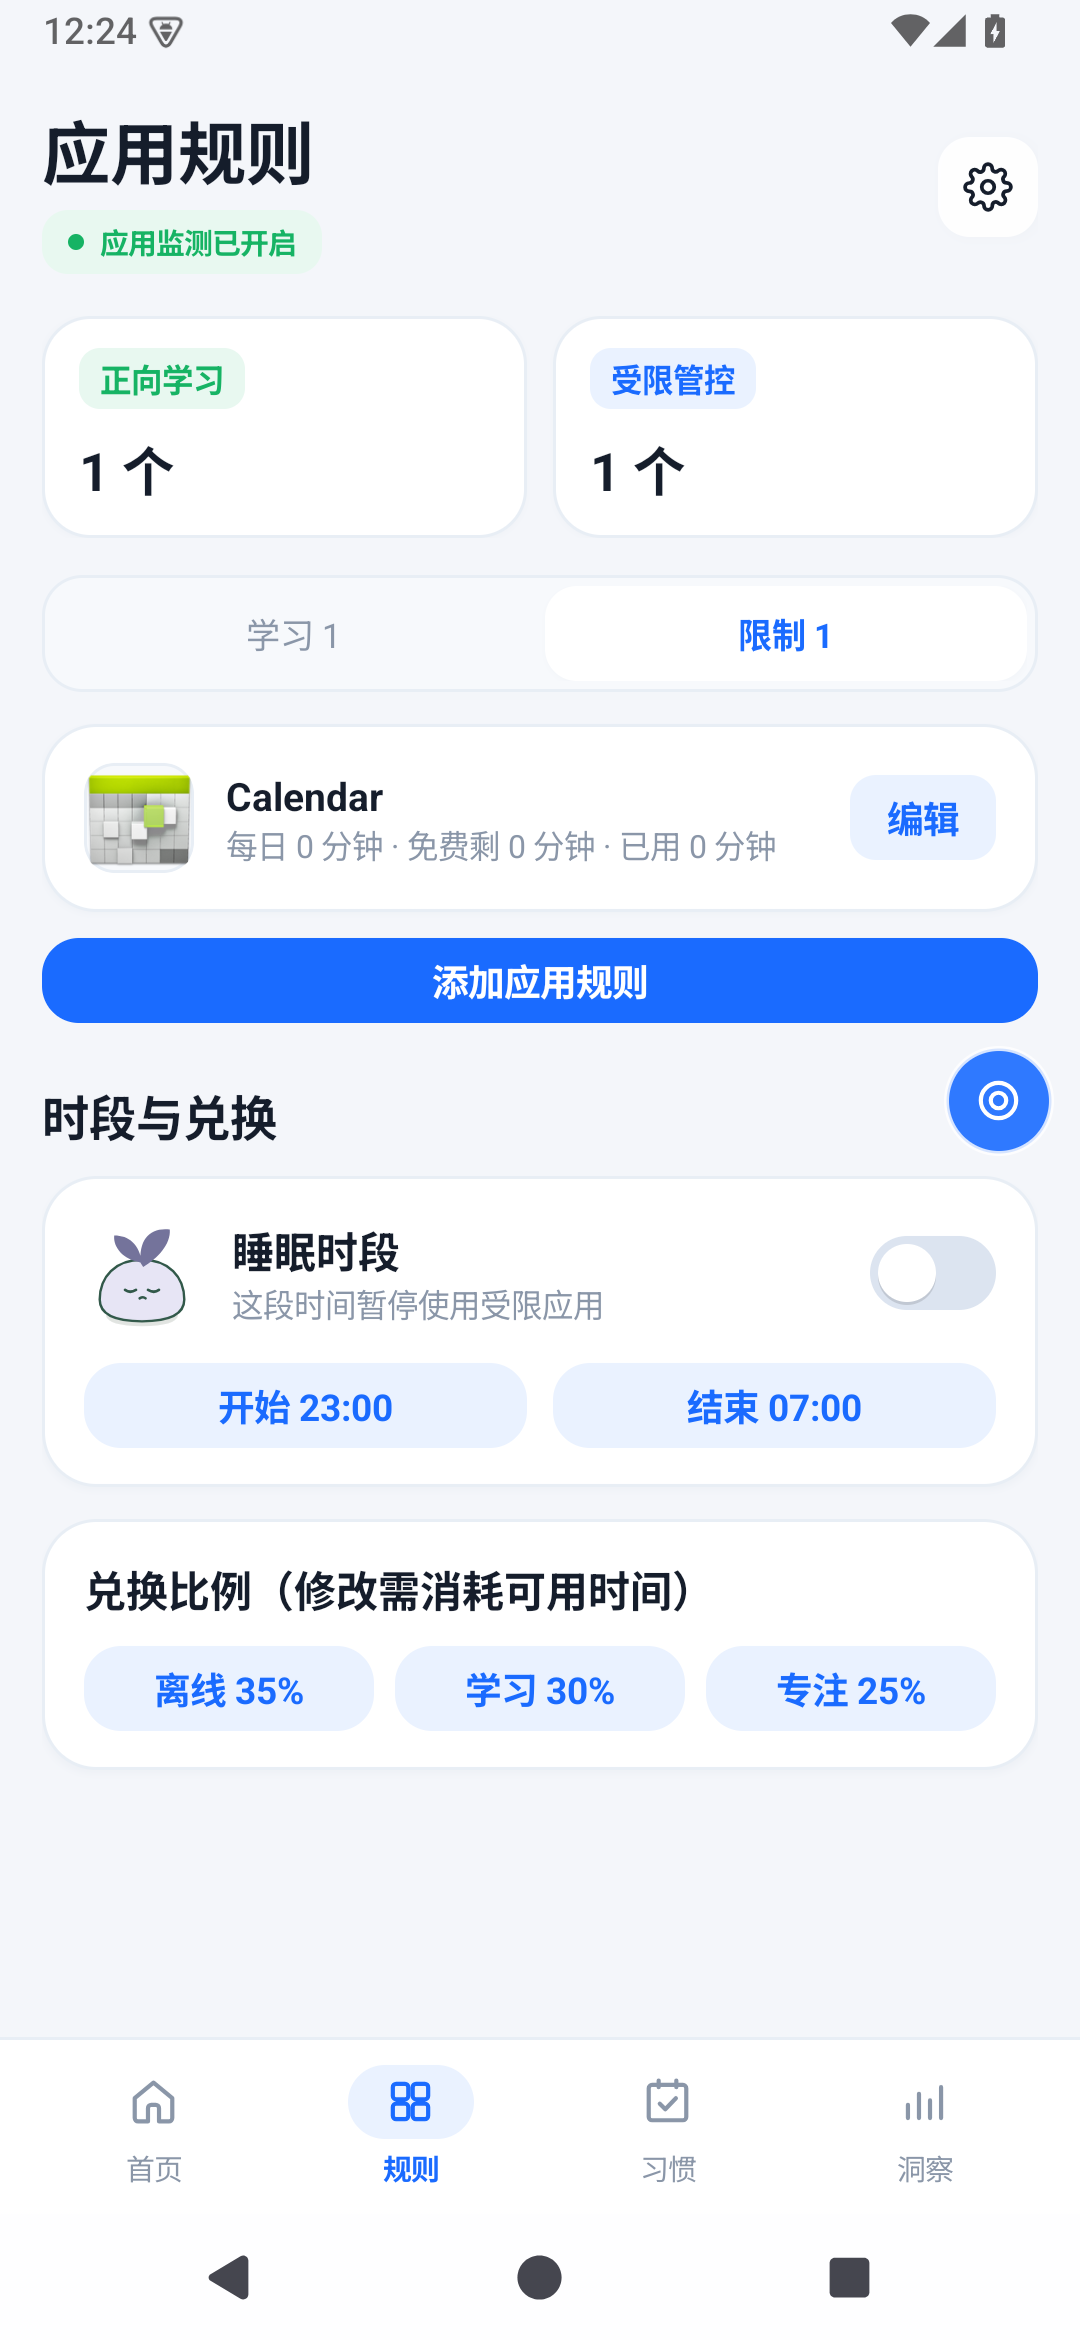 12:24
应用规则
应用监测已开启
正向学习
1 个
受限管控
1 个
学习 1
限制 1
Calendar
每日 0 分钟 · 免费剩 0 分钟 · 已用 0 分钟
编辑
添加应用规则
时段与兑换
睡眠时段
这段时间暂停使用受限应用
开始 23:00
结束 07:00
兑换比例（修改需消耗可用时间）
离线 35%
学习 30%
专注 25%
首页
规则
习惯
洞察